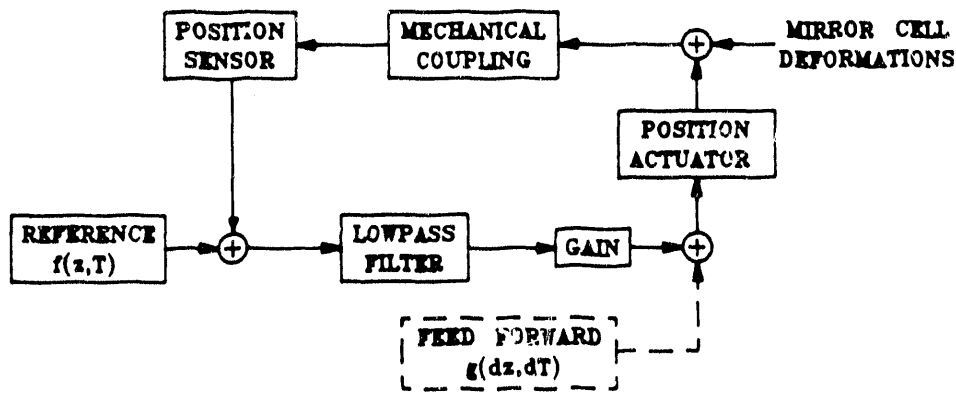 POSITION
SENSOR
MECHANICAL
COUPLING
MIRROR CELL
DEFORMATIONS
POSITION
ACTUATOR
REFERENCE
f(z,T)
LOWPASS
FILTER
GAIN
FEED FORWARD
g(dz,dT)